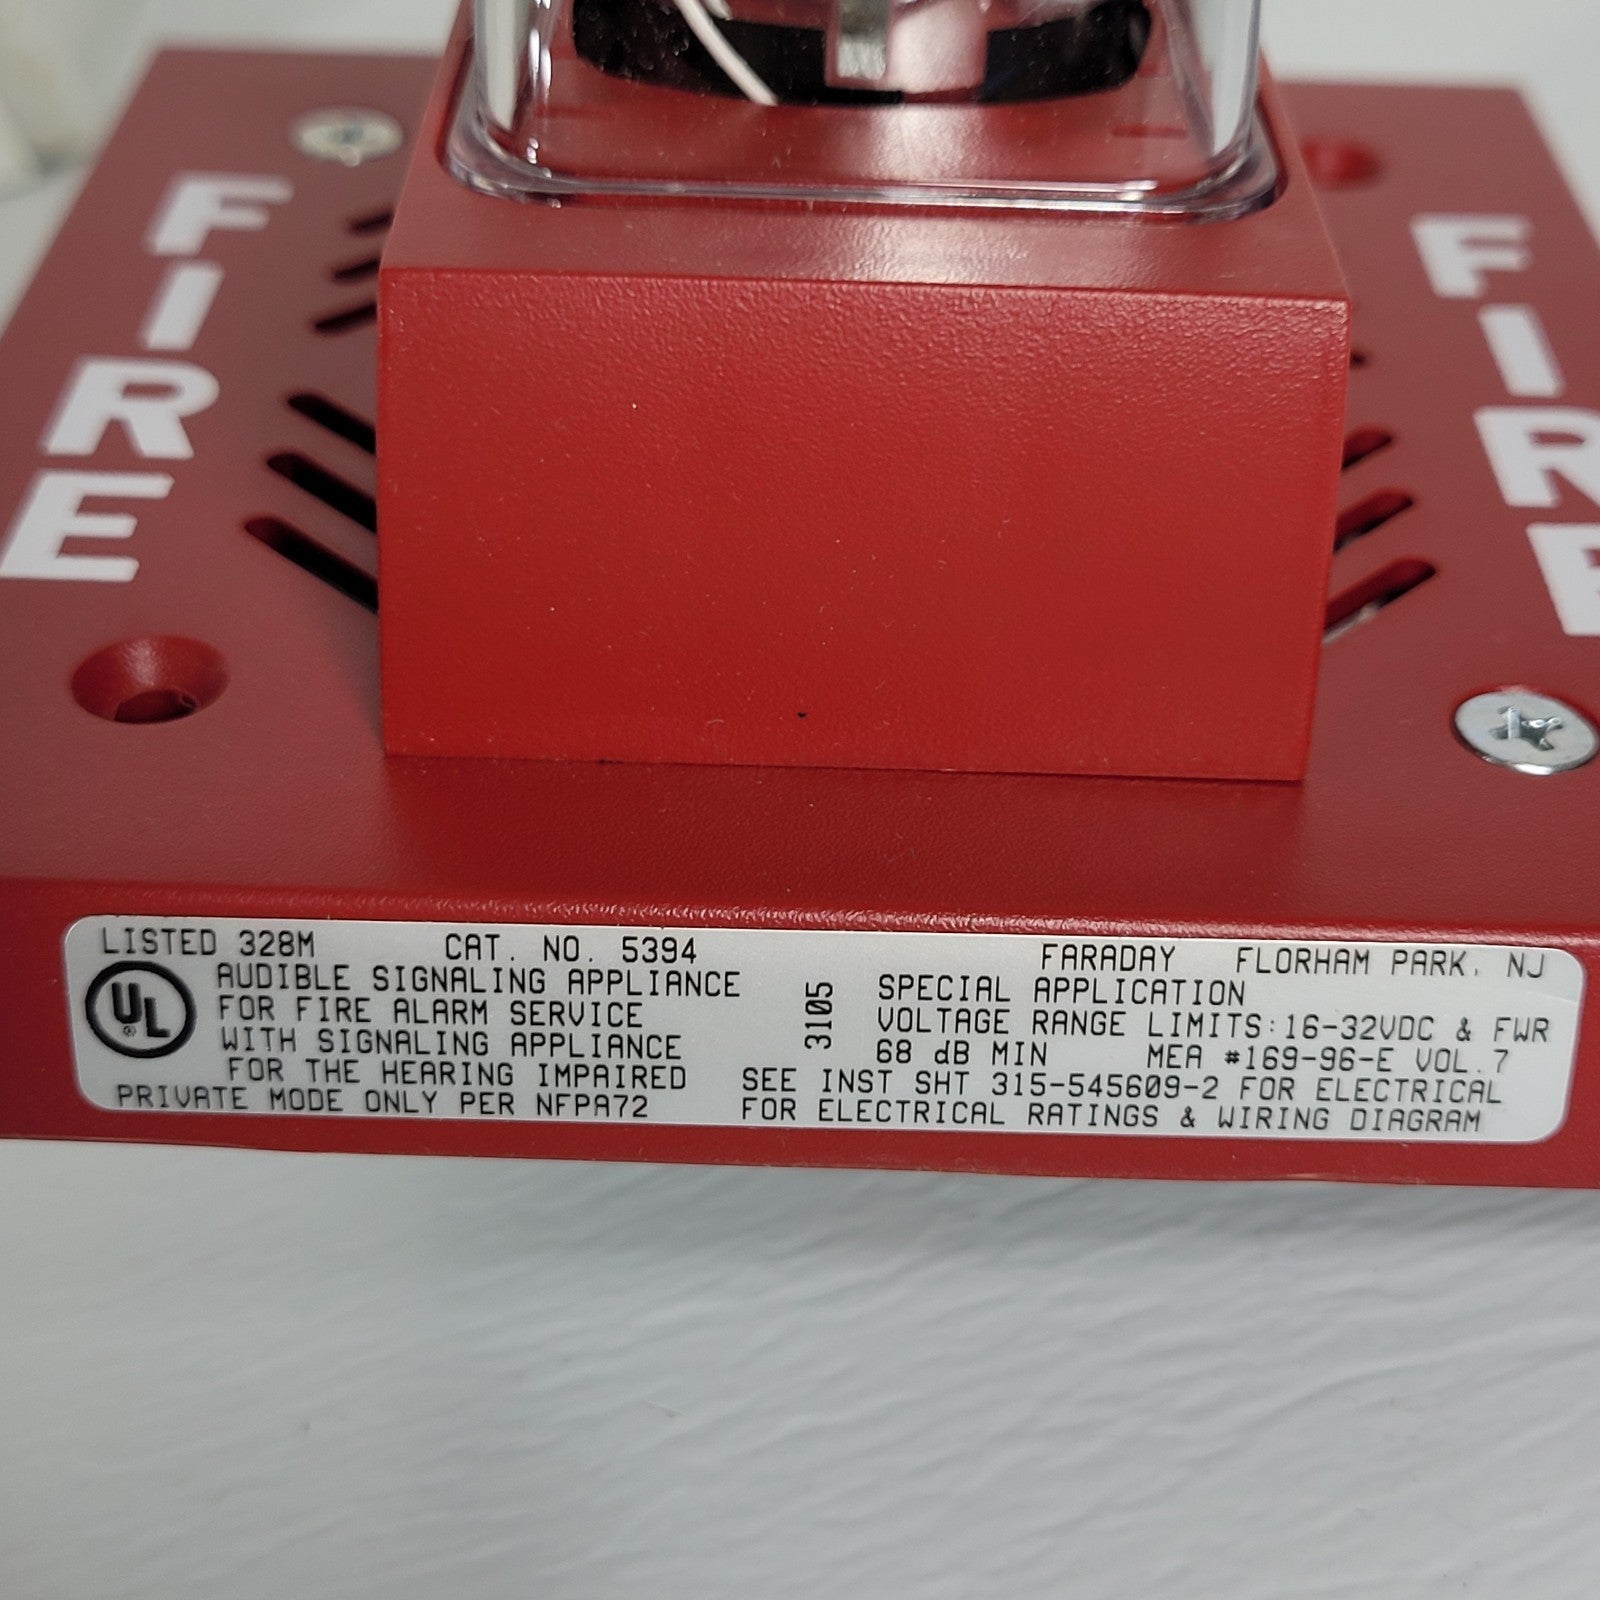 FIRE
FIRE
LISTED 328M CAT. NO. 5394 FARADAY FLORHAM PARK, NJ
UL ®
AUDIBLE SIGNALING APPLIANCE
FOR FIRE ALARM SERVICE
WITH SIGNALING APPLIANCE
FOR THE HEARING IMPAIRED
PRIVATE MODE ONLY PER NFPA72
3105
SPECIAL APPLICATION
VOLTAGE RANGE LIMITS:16-32VDC & FWR
68 dB MIN MEA #169-96-E VOL.7
SEE INST SHT 315-545609-2 FOR ELECTRICAL
FOR ELECTRICAL RATINGS & WIRING DIAGRAM